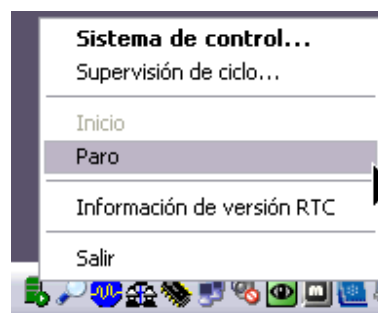 Sistema de control...
Supervisión de ciclo...
Inicio
Paro
Información de versión RTC
Salir